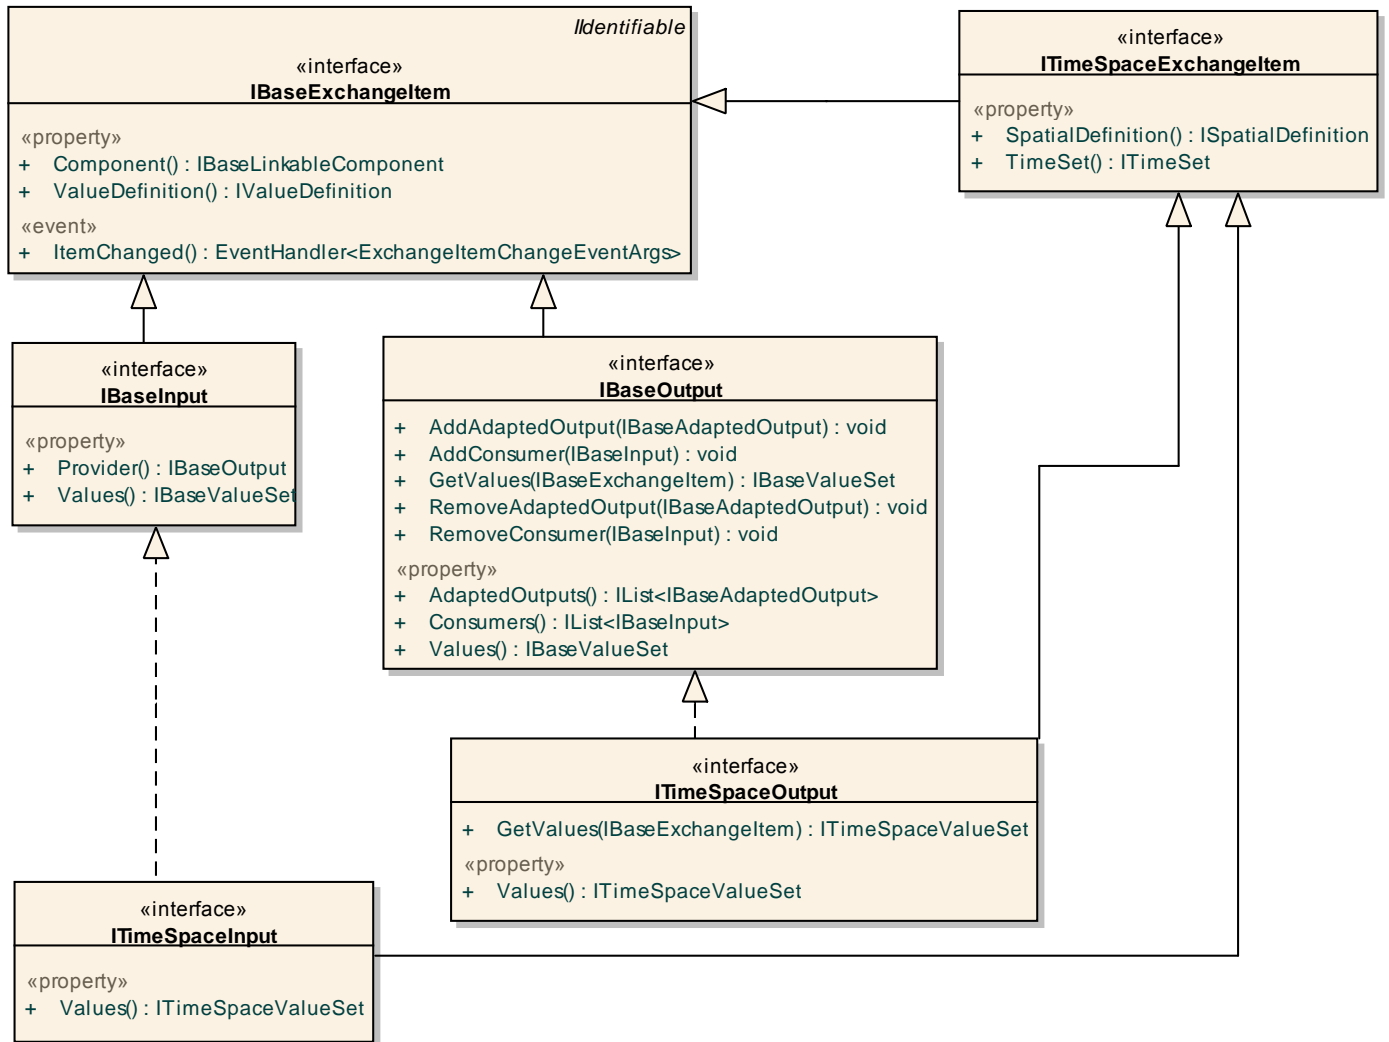 IIdentifiable
«interface»
IBaseExchangeItem
«property»
+ Component() : IBaseLinkableComponent
+ ValueDefinition() : IValueDefinition
«event»
+ ItemChanged() : EventHandler<ExchangeItemChangeEventArgs>
«interface»
ITimeSpaceExchangeItem
«property»
+ SpatialDefinition() : ISpatialDefinition
+ TimeSet() : ITimeSet
«interface»
IBaseInput
«property»
+ Provider() : IBaseOutput
+ Values() : IBaseValueSet
«interface»
IBaseOutput
+ AddAdaptedOutput(IBaseAdaptedOutput) : void
+ AddConsumer(IBaseInput) : void
+ GetValues(IBaseExchangeItem) : IBaseValueSet
+ RemoveAdaptedOutput(IBaseAdaptedOutput) : void
+ RemoveConsumer(IBaseInput) : void
«property»
+ AdaptedOutputs() : IList<IBaseAdaptedOutput>
+ Consumers() : IList<IBaseInput>
+ Values() : IBaseValueSet
«interface»
ITimeSpaceOutput
+ GetValues(IBaseExchangeItem) : ITimeSpaceValueSet
«property»
+ Values() : ITimeSpaceValueSet
«interface»
ITimeSpaceInput
«property»
+ Values() : ITimeSpaceValueSet